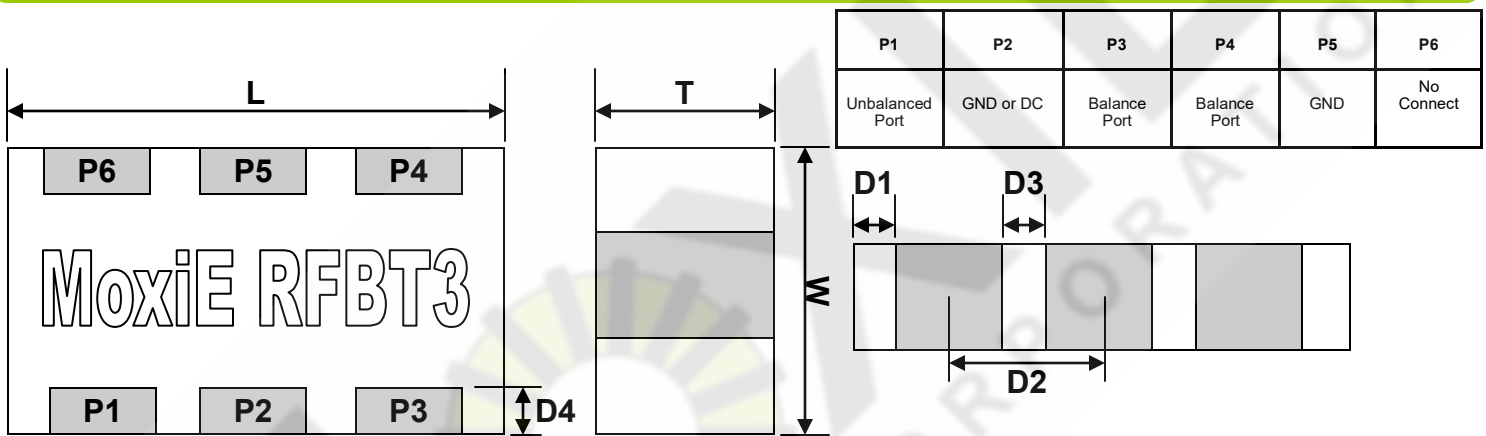 P1 P2 P3 P4 P5 P6
Unbalanced Port GND or DC Balance Port Balance Port GND No Connect
L
T
P6 P5 P4
MoxiE RFBT3
P1 P2 P3
D4
W
D1 D3
D2
ORPORATIO